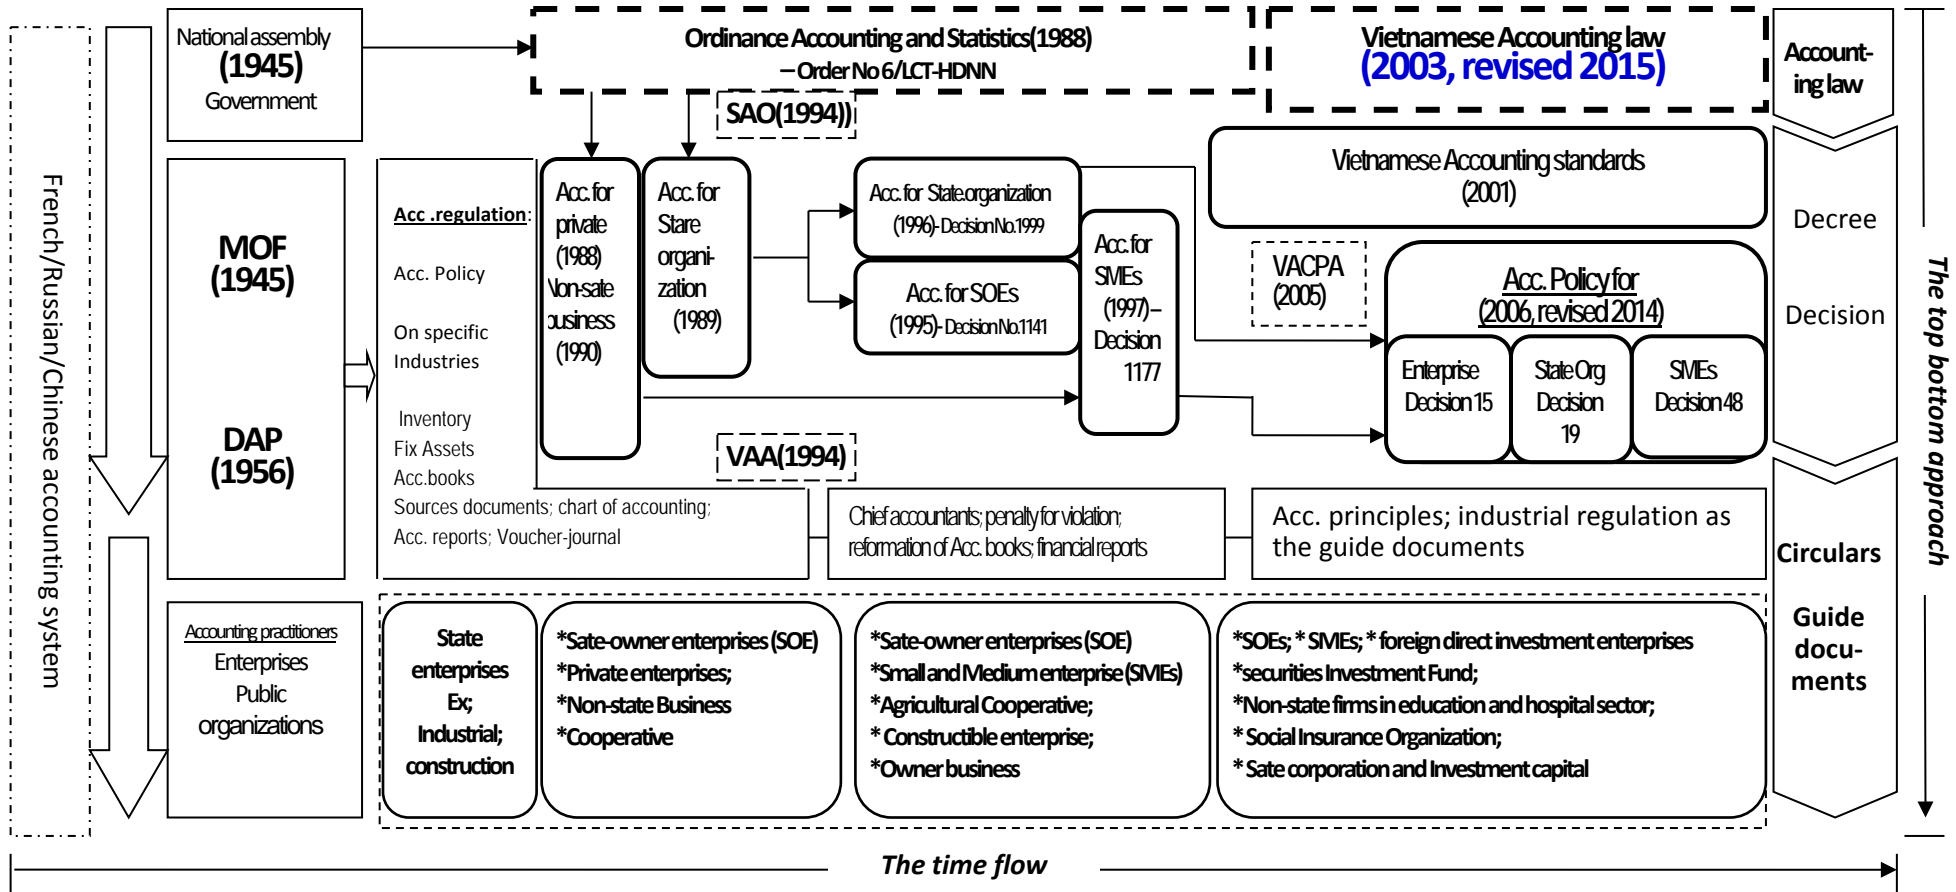 French/Russian/Chinese accounting system
National assembly
(1945)
Government
Ordinance Accounting and Statistics(1988)
– Order No 6/LCT-HDNN
Vietnamese Accounting law
(2003, revised 2015)
Account-
ing law
SAO(1994))
MOF
(1945)
DAP
(1956)
Acc .regulation:
Acc. Policy
On specific
Industries
Inventory
Fix Assets
Acc.books
Sources documents; chart of accounting;
Acc. reports; Voucher-journal
Acc. for
private
(1988)
Non-sate
business
(1990)
Acc. for
Stare
organi-
zation
(1989)
Acc. for State.organization
(1996)- Decision No.1999
Acc. for SOEs
(1995)- Decision No.1141
Acc. for
SMEs
(1997)–
Decision
1177
Vietnamese Accounting standards
(2001)
VACPA
(2005)
Acc. Policy for
(2006, revised 2014)
Enterprise
Decision 15
State Org
Decision
19
SMEs
Decision 48
Decree
Decision
VAA(1994)
Chief accountants; penalty for violation;
reformation of Acc. books; financial reports
Acc. principles; industrial regulation as
the guide documents
Circulars
Guide
docu-
ments
The top bottom approach
Accounting practitioners
Enterprises
Public
organizations
State
enterprises
Ex;
Industrial;
construction
*Sate-owner enterprises (SOE)
*Private enterprises;
*Non-state Business
*Cooperative
*Sate-owner enterprises (SOE)
*Small and Medium enterprise (SMEs)
*Agricultural Cooperative;
* Constructible enterprise;
*Owner business
*SOEs; * SMEs; * foreign direct investment enterprises
*securities Investment Fund;
*Non-state firms in education and hospital sector;
* Social Insurance Organization;
* Sate corporation and Investment capital
The time flow